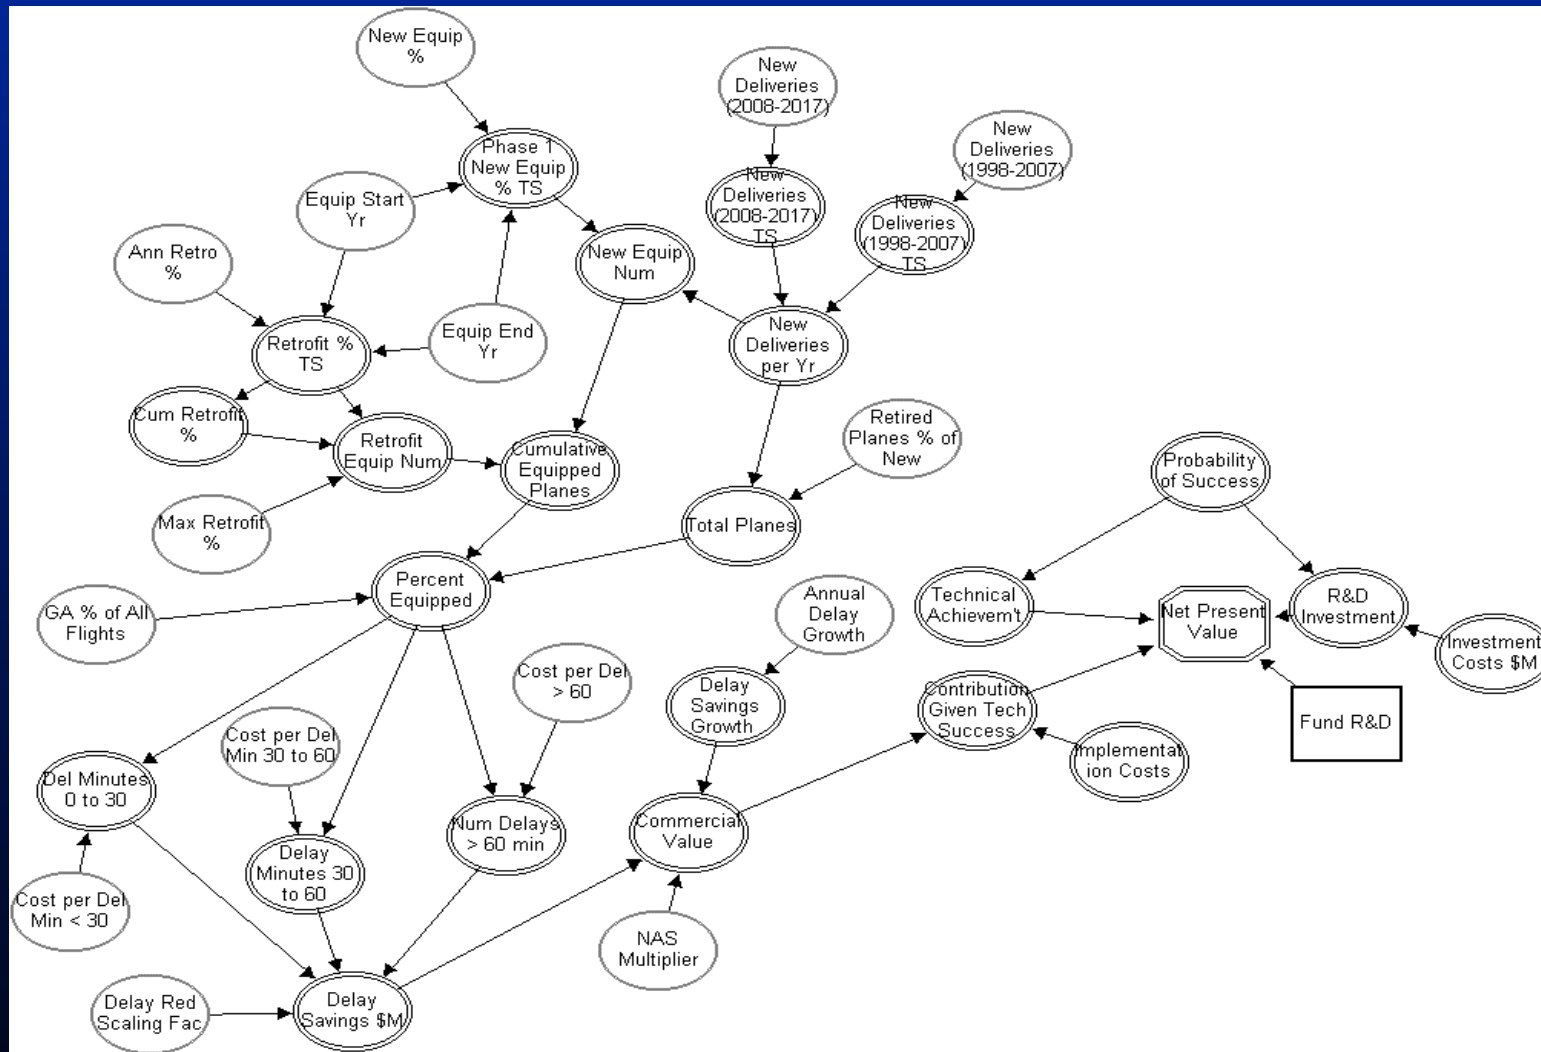 New Equip
%
New
Deliveries
(2008-2017)
New
Deliveries
(1998-2007)
Phase 1
New Equip
% TS
Equip Start
Yr
New
Deliveries
(2008-2017)
TS
New
Deliveries
(1998-2007)
TS
Ann Retro
%
New Equip
Num
Retrofit %
TS
Equip End
Yr
New
Deliveries
per Yr
Cum Retrofit
%
Retrofit
Equip Num
Cumulative
Equipped
Planes
Retired
Planes % of
New
Probability
of Success
Max Retrofit
%
Total Planes
Percent
Equipped
GA % of All
Flights
Annual
Delay
Growth
Technical
Achievem't
Net Present
Value
R&D
Investment
Investment
Costs $M
Cost per Del
> 60
Delay
Savings
Growth
Contribution
Given Tech
Success
Fund R&D
Cost per Del
Min 30 to 60
Implementat
ion Costs
Del Minutes
0 to 30
Num Delays
> 60 min
Commercial
Value
Delay
Minutes 30
to 60
Cost per Del
Min < 30
NAS
Multiplier
Delay Red
Scaling Fac
Delay
Savings $M